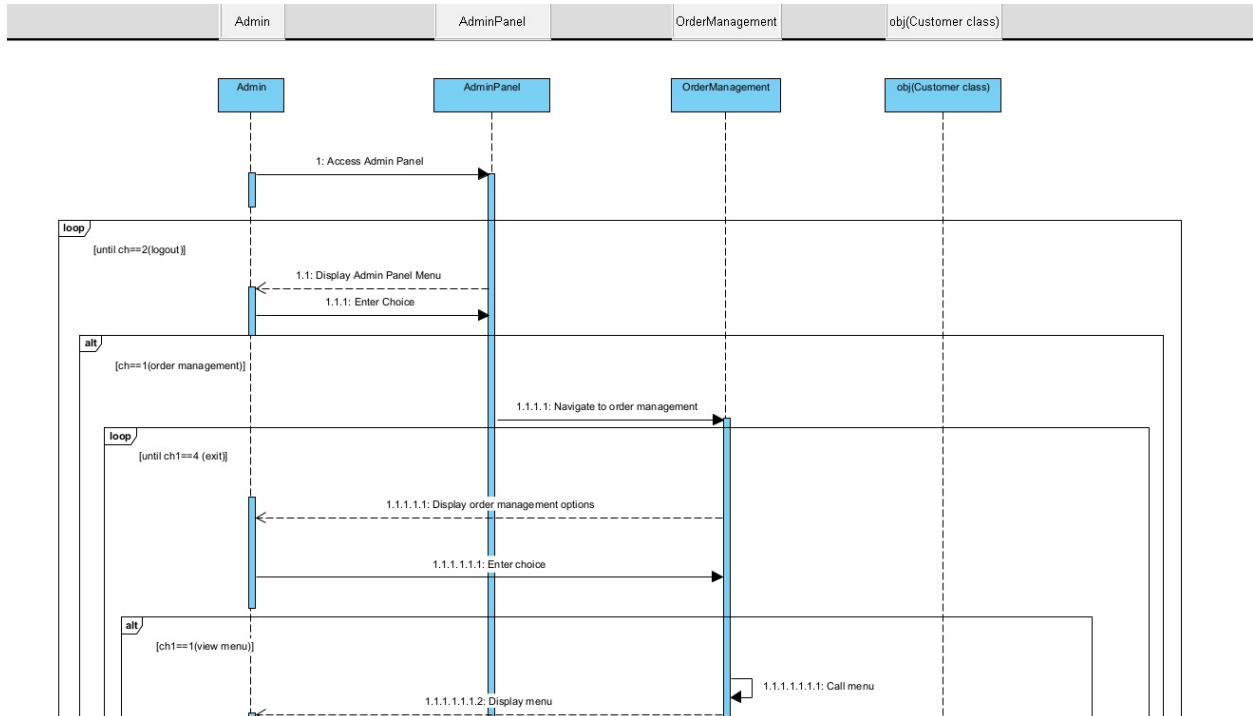 Admin
AdminPanel
OrderManagement
obj(Customer class)
Admin
AdminPanel
OrderManagement
obj(Customer class)
1: Access Admin Panel
loop
[until ch==2(logout)]
1.1: Display Admin Panel Menu
1.1.1: Enter Choice
alt
[ch==1(order management)]
1.1.1.1: Navigate to order management
loop
[until ch1==4 (exit)]
1.1.1.1.1: Display order management options
1.1.1.1.1.1: Enter choice
alt
[ch1==1(view menu)]
1.1.1.1.1.1.1: Call menu
1.1.1.1.1.1.2: Display menu